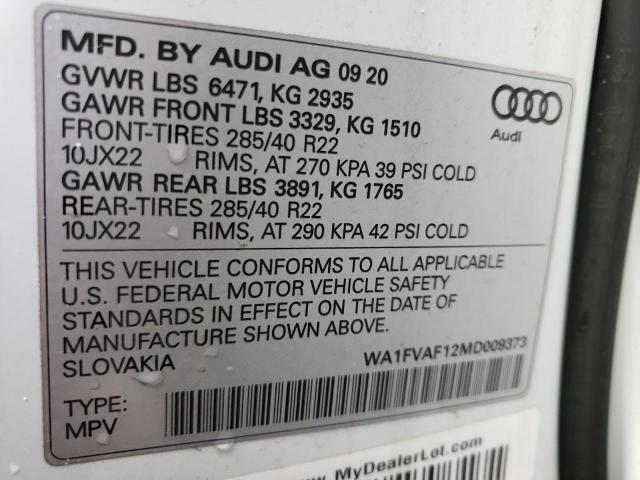 MFD. BY AUDI AG 09 20
GVWR LBS 6471, KG 2935
GAWR FRONT LBS 3329, KG 1510
FRONT-TIRES 285/40 R22
10JX22 RIMS, AT 270 KPA 39 PSI COLD
GAWR REAR LBS 3891, KG 1765
REAR-TIRES 285/40 R22
10JX22 RIMS, AT 290 KPA 42 PSI COLD
Audi
THIS VEHICLE CONFORMS TO ALL APPLICABLE
U.S. FEDERAL MOTOR VEHICLE SAFETY
STANDARDS IN EFFECT ON THE DATE OF
MANUFACTURE SHOWN ABOVE.
SLOVAKIA
WA1FVAF12MD009373
TYPE:
MPV
www.MyDealerLot.com